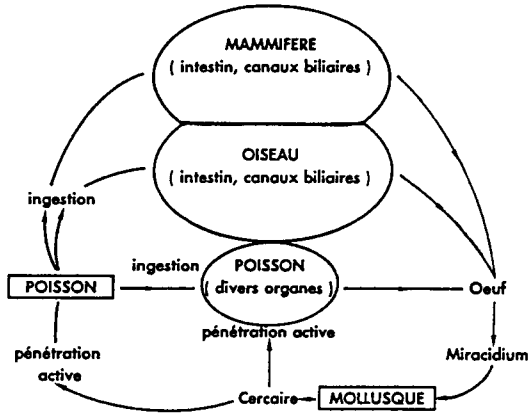 MAMMIFERE
( intestin, canaux biliaires )
OISEAU
( intestin, canaux biliaires )
ingestion
ingestion
POISSON
POISSON
( divers organes )
Oeuf
pénétration active
pénétration
active
Miracidium
Cercaire
MOLLUSQUE